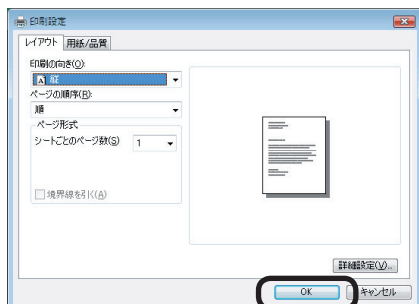 印刷設定
レイアウト 用紙/品質
印刷の向き(O):
A 縦
ページの順序(R):
順
ページ形式
シートごとのページ数(S) 1
境界線を引く(A)
詳細設定(V)...
OK キャンセル